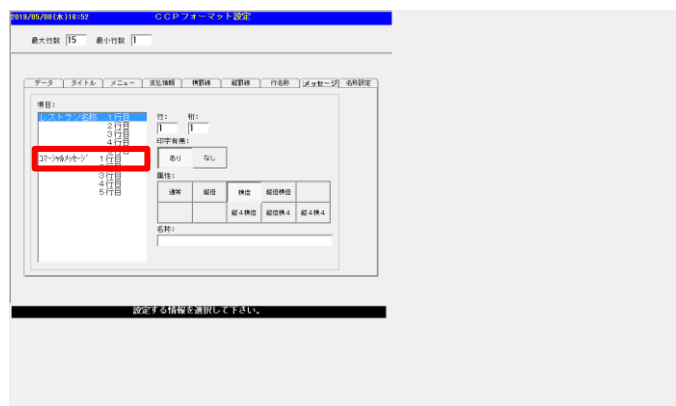 2019/05/08(水)16:52 CCPフォーマット設定
最大行数 15 最小行数 1
データ タイトル メニュー 支払情報 横罫線 縦罫線 行名称 メッセージ 名称設定
項目:
レストラン名称 1行目
2行目
3行目
4行目
コマーシャルメッセージ 1行目
3行目
4行目
5行目
行: 桁:
1 1
印字有無:
あり なし
属性:
通常 縦倍 横倍 縦倍横倍
縦4横倍 縦倍横4 縦4横4
名称:
設定する情報を選択して下さい。